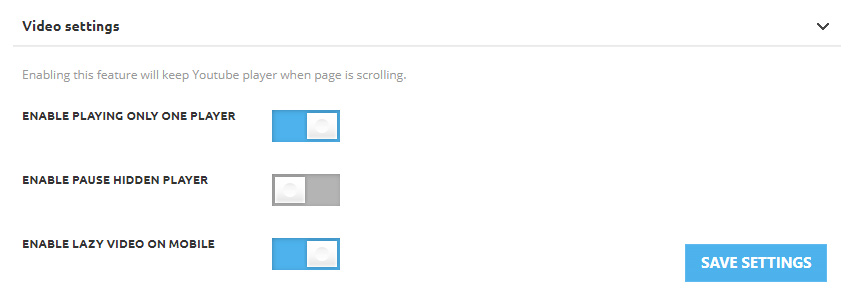 Video settings
Enabling this feature will keep Youtube player when page is scrolling.
ENABLE PLAYING ONLY ONE PLAYER
ENABLE PAUSE HIDDEN PLAYER
ENABLE LAZY VIDEO ON MOBILE
SAVE SETTINGS